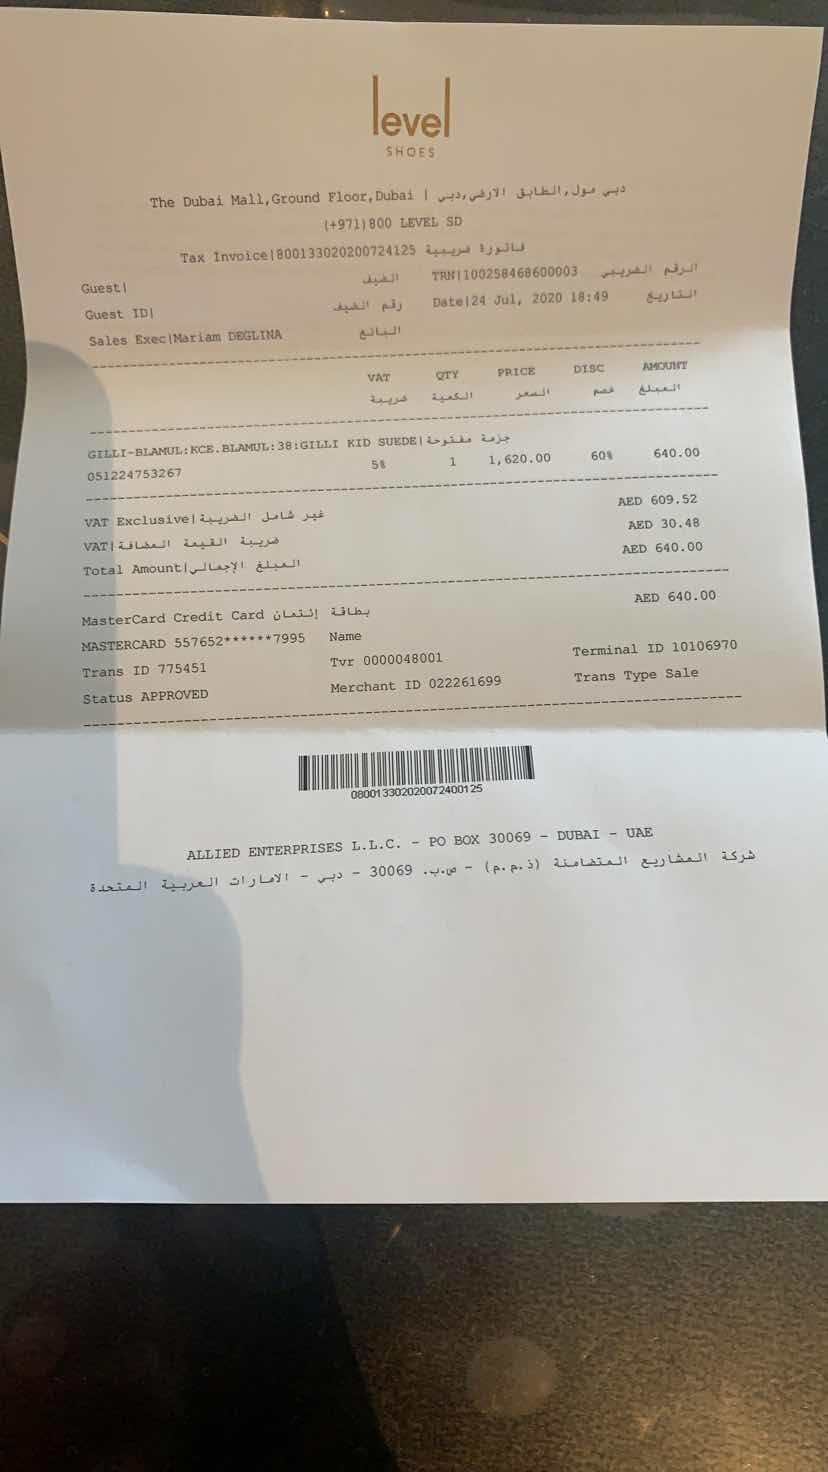 level
SHOES
The Dubai Mall,Ground Floor,Dubai | دبي مول,الطابق الارضي,دبي
(+971)800 LEVEL SD
Tax Invoice|800133020200724125 فاتورة ضريبية
Guest| الضيف TRN|100258468600003 الرقم الضريبي
Guest ID| رقم الضيف Date|24 Jul, 2020 18:49 التاريخ
Sales Exec|Mariam DEGLINA البائع
VAT QTY PRICE DISC AMOUNT
ضريبة الكمية السعر خصم المبلغ
GILLI-BLAMUL:KCE.BLAMUL:38:GILLI KID SUEDE|جزمة مفتوحة
051224753267 5% 1 1,620.00 60% 640.00
VAT Exclusive|غير شامل الضريبة AED 609.52
VAT|ضريبة القيمة المضافة AED 30.48
Total Amount|المبلغ الإجمالي AED 640.00
MasterCard Credit Card بطاقة إئتمان AED 640.00
MASTERCARD 557652******7995 Name
Trans ID 775451 Tvr 0000048001 Terminal ID 10106970
Status APPROVED Merchant ID 022261699 Trans Type Sale
080013302020072400125
ALLIED ENTERPRISES L.L.C. - PO BOX 30069 - DUBAI - UAE
شركة المشاريع المتضامنة (ذ.م.م) - ص.ب. 30069 - دبي - الامارات العربية المتحدة